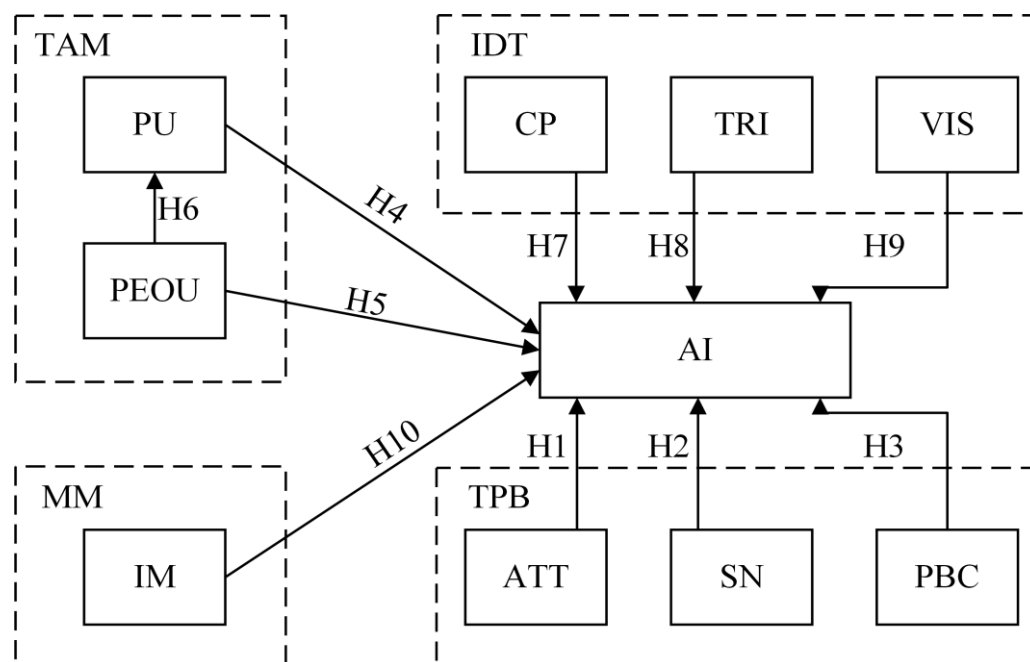 TAM
IDT
PU
CP
TRI
VIS
H4
H6
H7
H8
H9
PEOU
H5
AI
H10
H1
H2
H3
MM
TPB
IM
ATT
SN
PBC